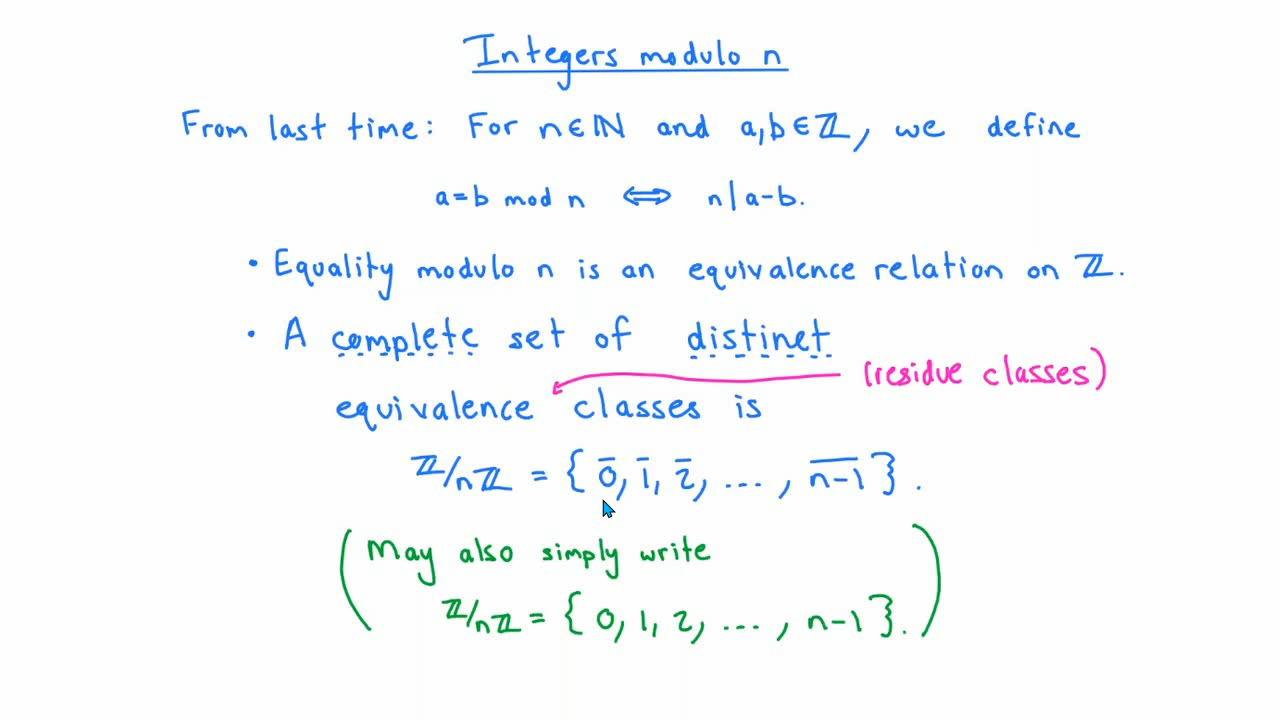 Integers modulo n
From last time: For n∈ℕ and a,b∈ℤ, we define
a=b mod n ⟺ n|a-b.
• Equality modulo n is an equivalence relation on ℤ.
• A complete set of distinct
(residue classes)
equivalence classes is
ℤ/nℤ = { 0̅, 1̅, 2̅, ..., n-1̅ }.
(May also simply write
ℤ/nℤ = { 0, 1, 2, ..., n-1 }.)